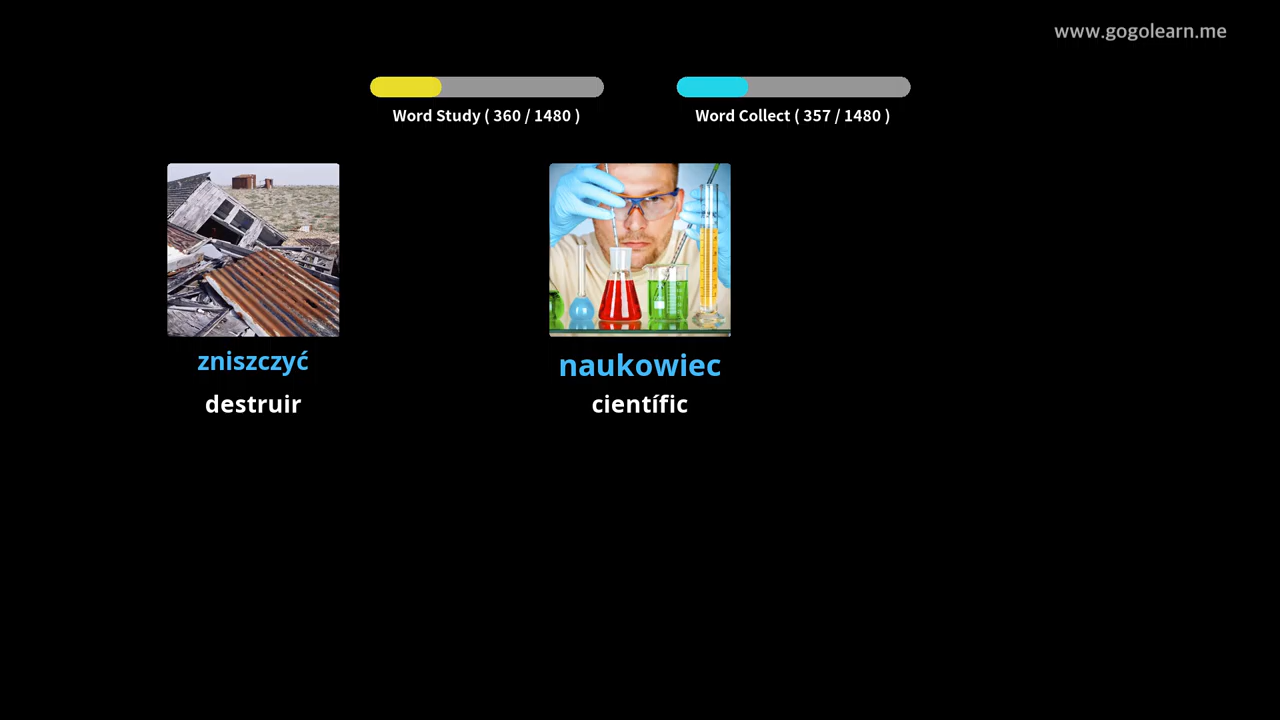 www.gogolearn.me
Word Study ( 360 / 1480 )
Word Collect ( 357 / 1480 )
zniszczyć
destruir
naukowiec
científic